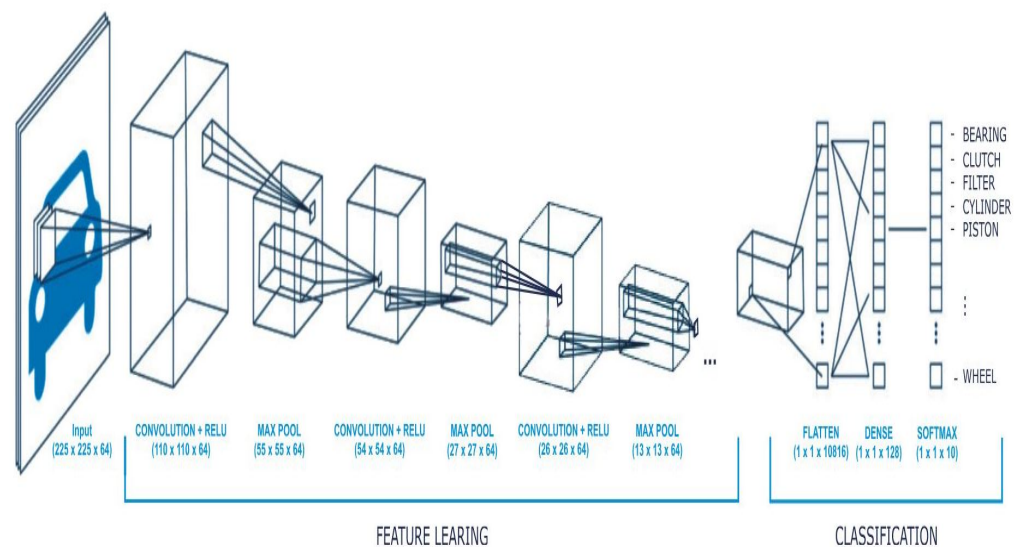 - BEARING
- CLUTCH
- FILTER
- CYLINDER
- PISTON
- WHEEL
Input
(225 x 225 x 64)
CONVOLUTION + RELU
(110 x 110 x 64)
MAX POOL
(55 x 55 x 64)
CONVOLUTION + RELU
(54 x 54 x 64)
MAX POOL
(27 x 27 x 64)
CONVOLUTION + RELU
(26 x 26 x 64)
MAX POOL
(13 x 13 x 64)
...
FLATTEN
(1 x 1 x 10816)
DENSE
(1 x 1 x 128)
SOFTMAX
(1 x 1 x 10)
FEATURE LEARING
CLASSIFICATION